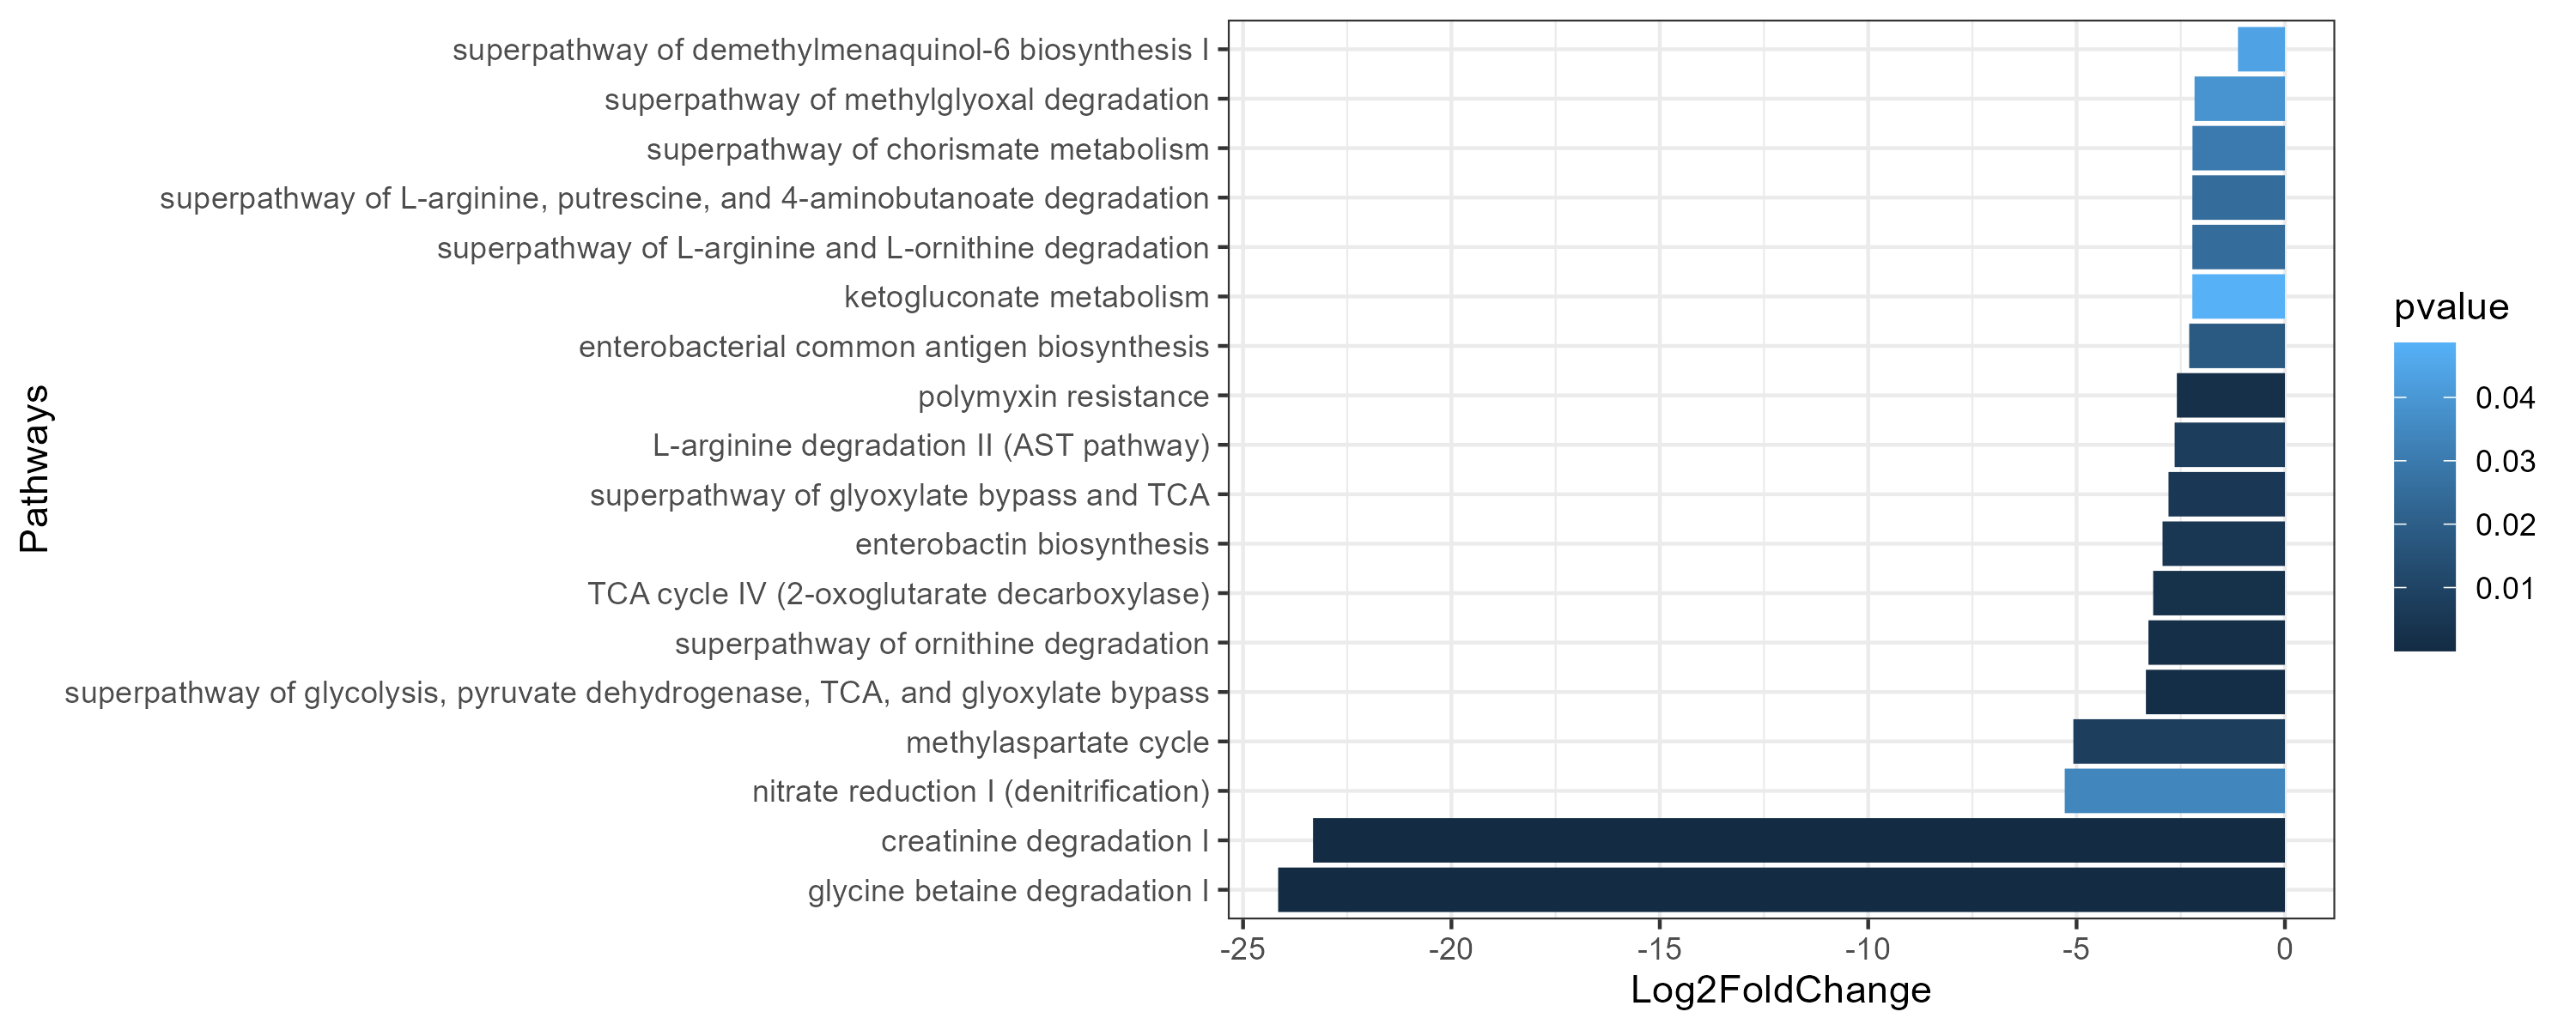 superpathway of demethylmenaquinol-6 biosynthesis I
superpathway of methylglyoxal degradation
superpathway of chorismate metabolism
superpathway of L-arginine, putrescine, and 4-aminobutanoate degradation
superpathway of L-arginine and L-ornithine degradation
ketogluconate metabolism
enterobacterial common antigen biosynthesis
polymyxin resistance
L-arginine degradation II (AST pathway)
superpathway of glyoxylate bypass and TCA
enterobactin biosynthesis
TCA cycle IV (2-oxoglutarate decarboxylase)
superpathway of ornithine degradation
superpathway of glycolysis, pyruvate dehydrogenase, TCA, and glyoxylate bypass
methylaspartate cycle
nitrate reduction I (denitrification)
creatinine degradation I
glycine betaine degradation I
Pathways
-25 -20 -15 -10 -5 0
Log2FoldChange
pvalue
0.04
0.03
0.02
0.01